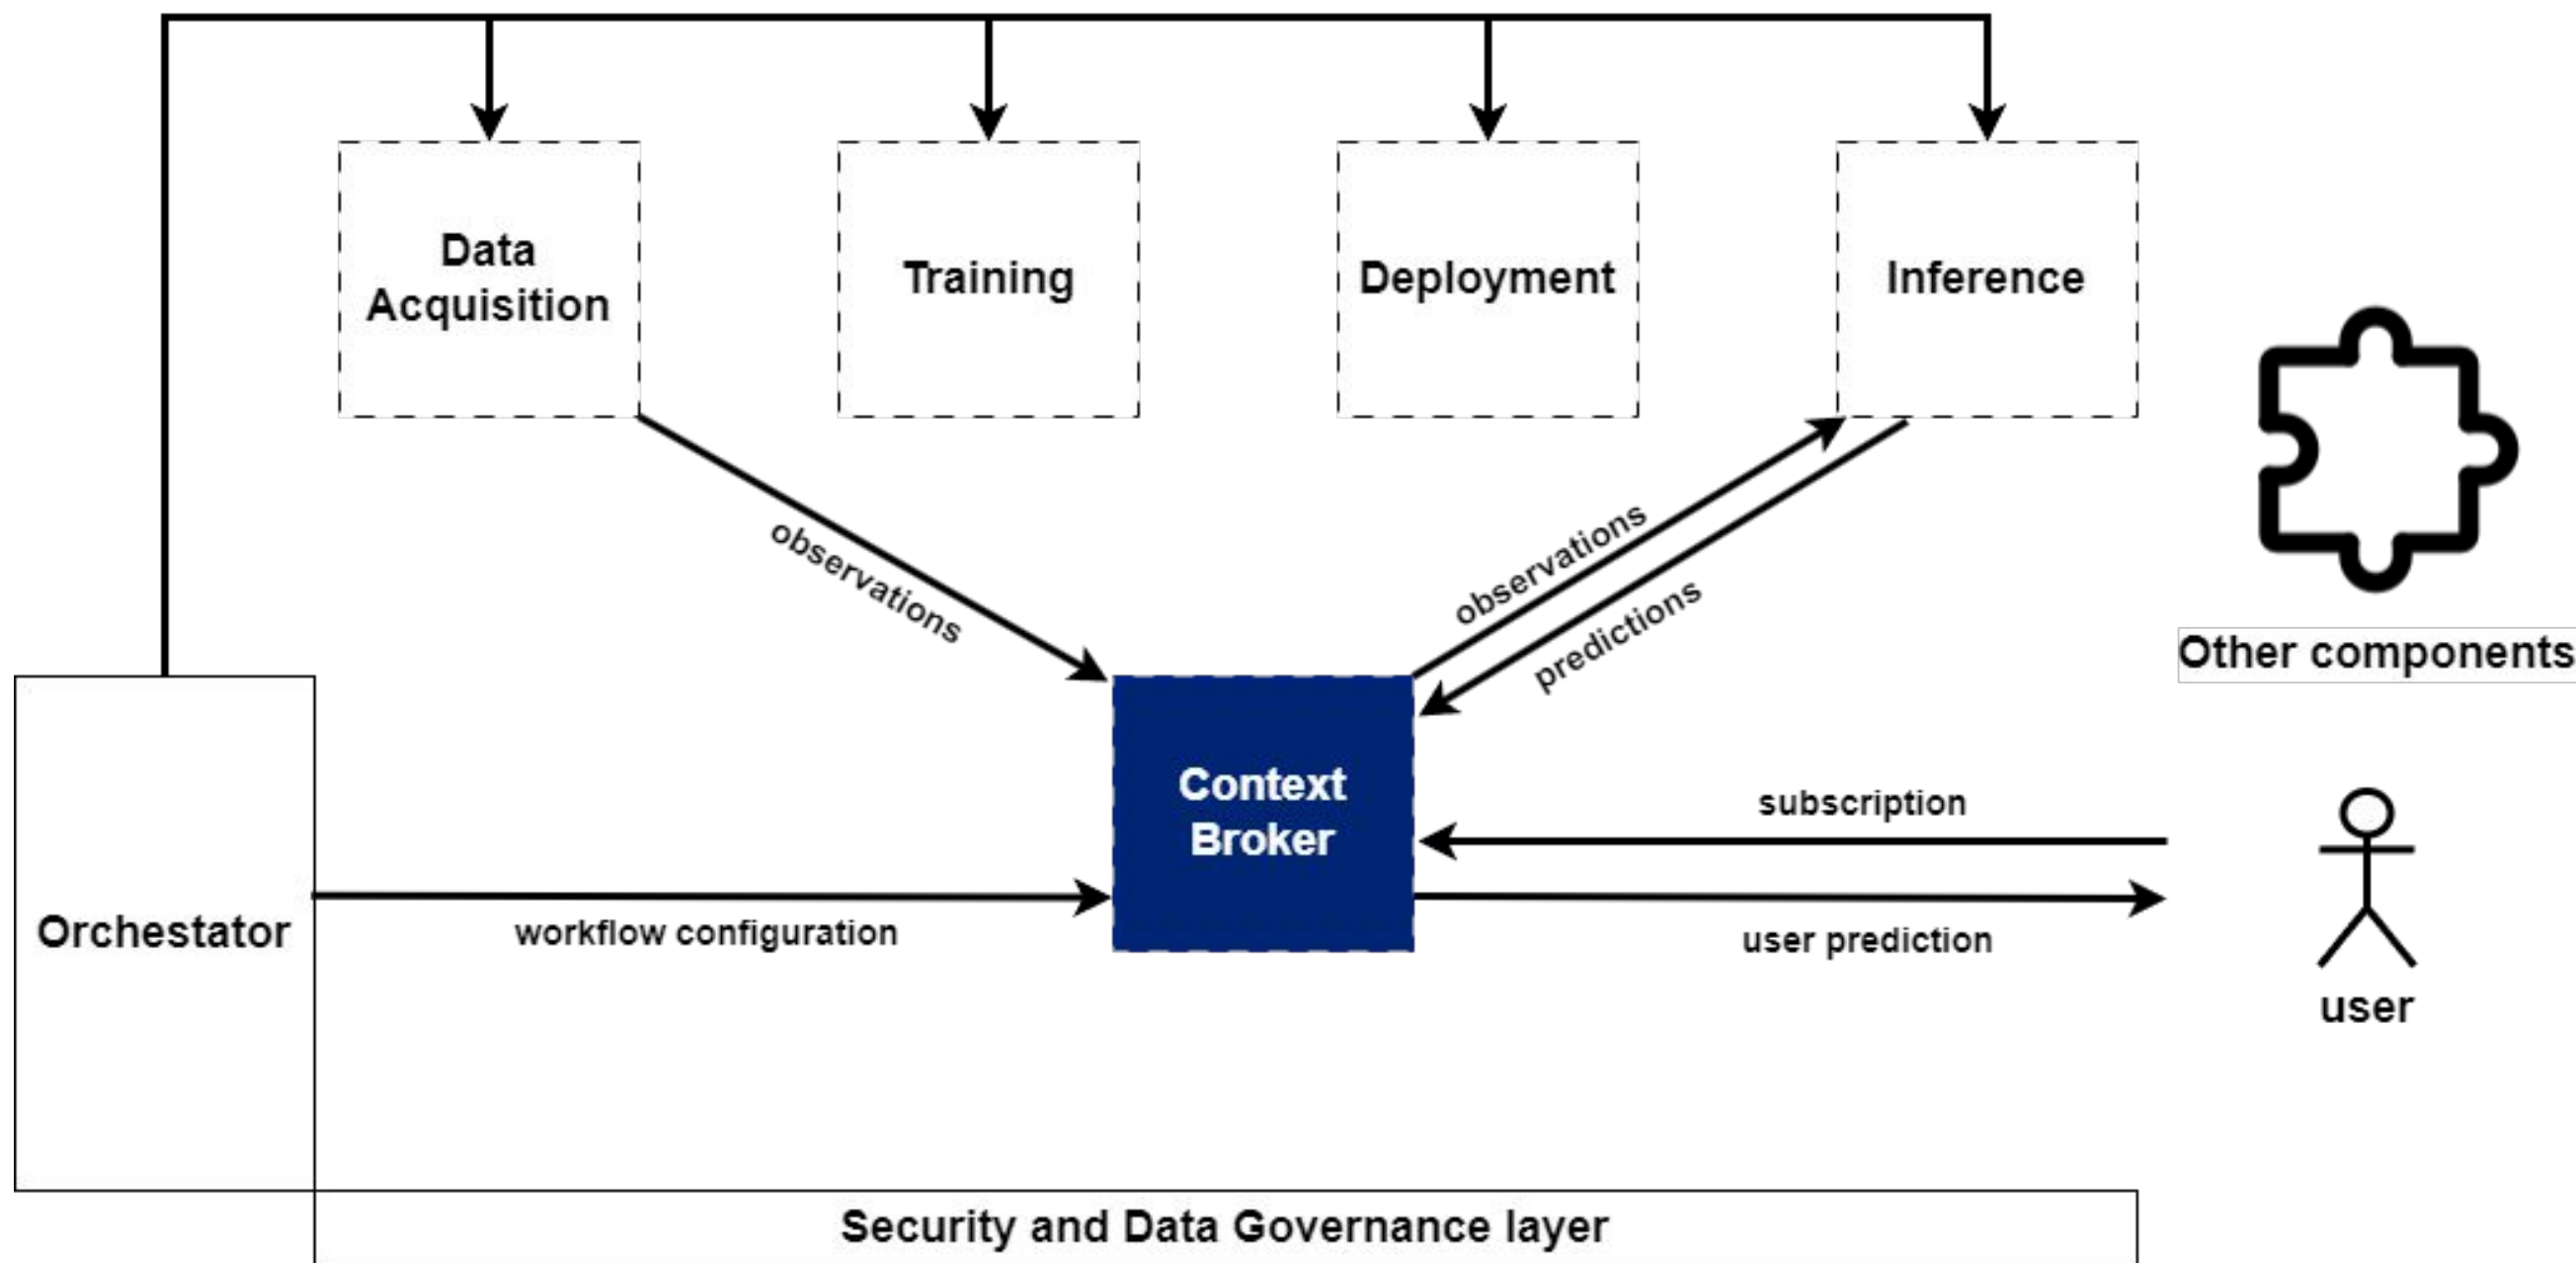 Data
Acquisition
Training
Deployment
Inference
observations
observations
predictions
Other components
Context
Broker
subscription
user prediction
user
Orchestator
workflow configuration
Security and Data Governance layer